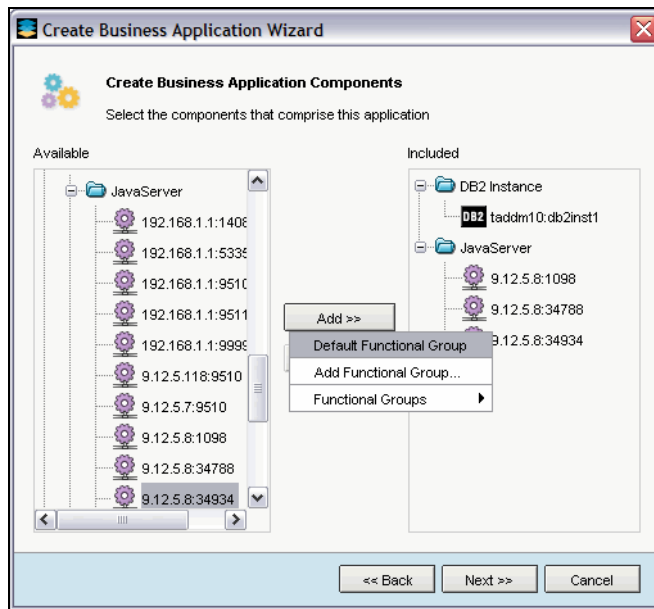 Create Business Application Wizard
Create Business Application Components
Select the components that comprise this application
Available
JavaServer
192.168.1.1:1408
192.168.1.1:5335
192.168.1.1:9510
192.168.1.1:9511
192.168.1.1:9999
9.12.5.118:9510
9.12.5.7:9510
9.12.5.8:1098
9.12.5.8:34788
9.12.5.8:34934
Add >>
Default Functional Group
Add Functional Group...
Functional Groups
Included
DB2 Instance
DB2 taddm10:db2inst1
JavaServer
9.12.5.8:1098
9.12.5.8:34788
9.12.5.8:34934
<< Back
Next >>
Cancel